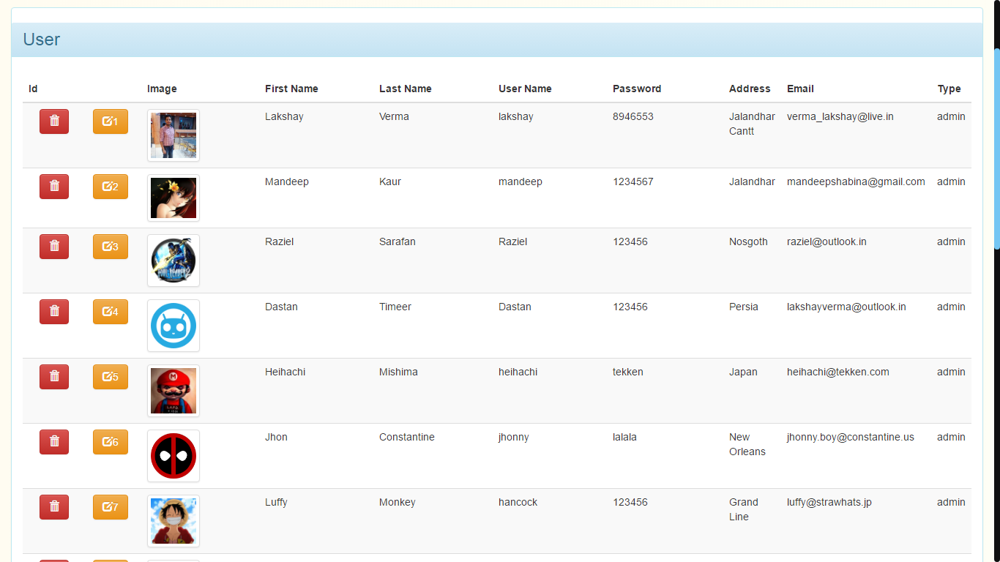 User
Id Image First Name Last Name User Name Password Address Email Type
1 Lakshay Verma lakshay 8946553 Jalandhar verma_lakshay@live.in admin
Cantt
2 Mandeep Kaur mandeep 1234567 Jalandhar mandeepshabina@gmail.com admin
3 Raziel Sarafan Raziel 123456 Nosgoth raziel@outlook.in admin
4 Dastan Timeer Dastan 123456 Persia lakshayverma@outlook.in admin
5 Heihachi Mishima heihachi tekken Japan heihachi@tekken.com admin
M
6 Jhon Constantine jhonny lalala New jhonny.boy@constantine.us admin
Orleans
7 Luffy Monkey hancock 123456 Grand luffy@strawhats.jp admin
Line